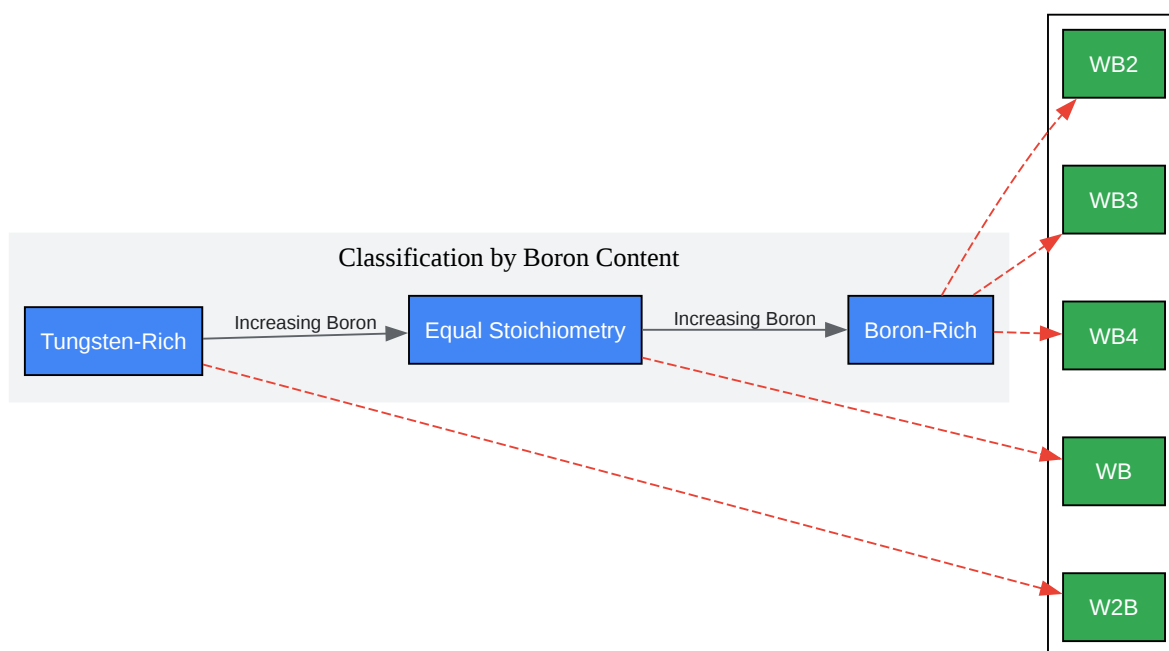 WB2
WB3
Classification by Boron Content
Tungsten-Rich
Increasing Boron
Equal Stoichiometry
Increasing Boron
Boron-Rich
WB4
WB
W2B